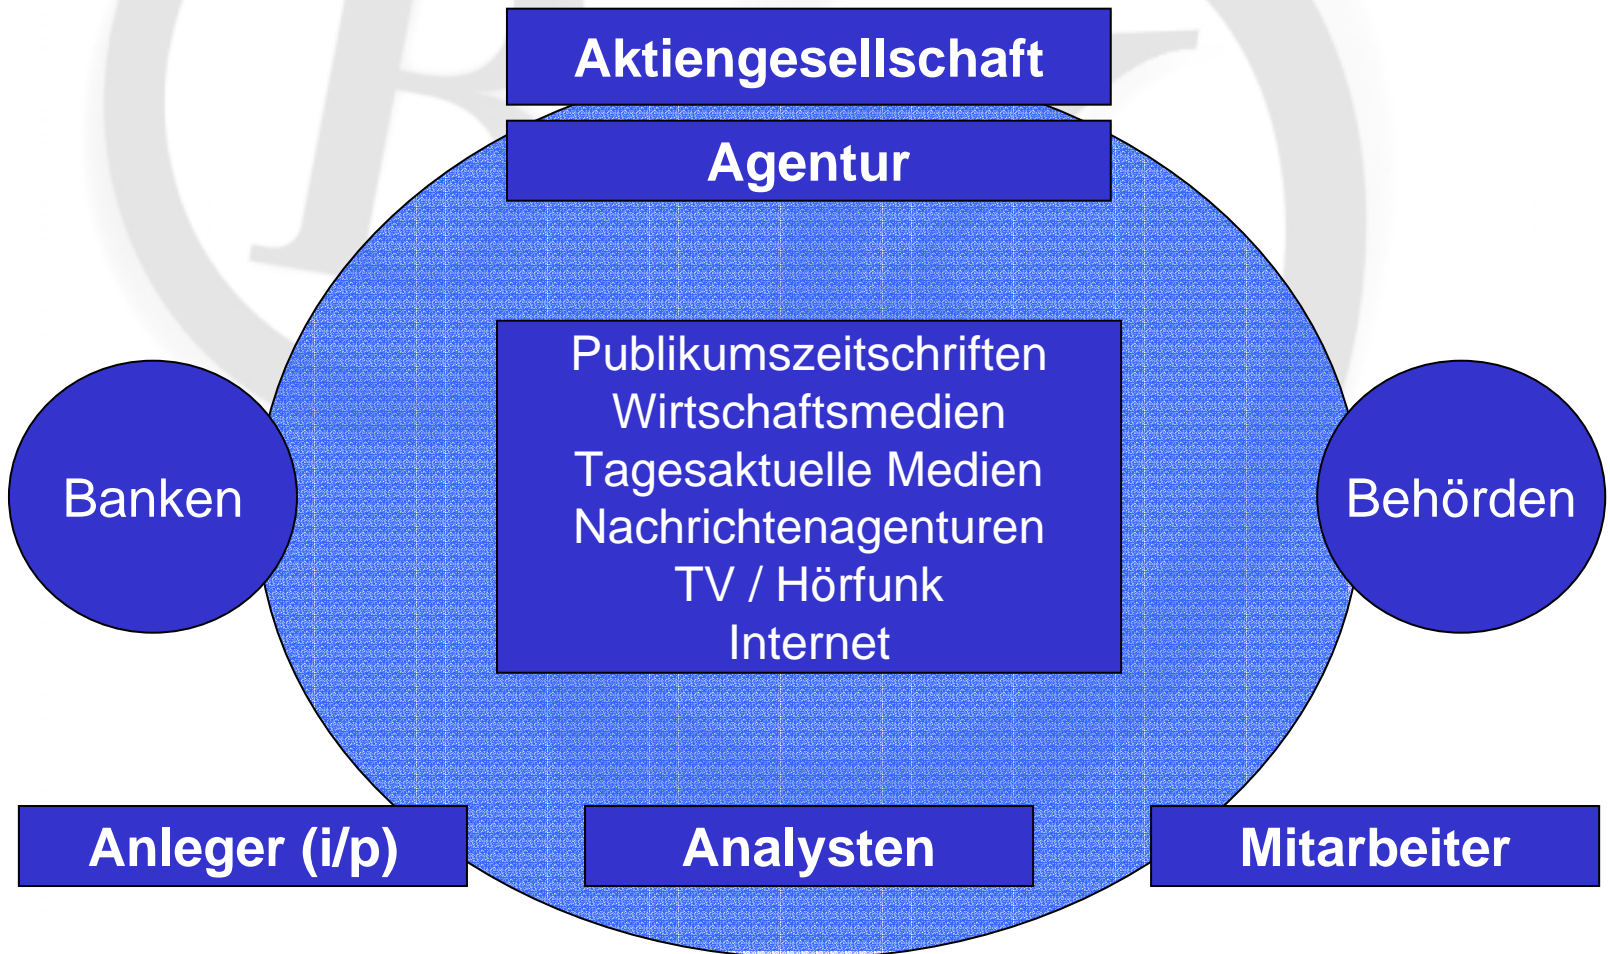 Aktiengesellschaft
Agentur
Publikumszeitschriften
Wirtschaftsmedien
Tagesaktuelle Medien
Nachrichtenagenturen
TV / Hörfunk
Internet
Banken
Behörden
Anleger (i/p)
Analysten
Mitarbeiter